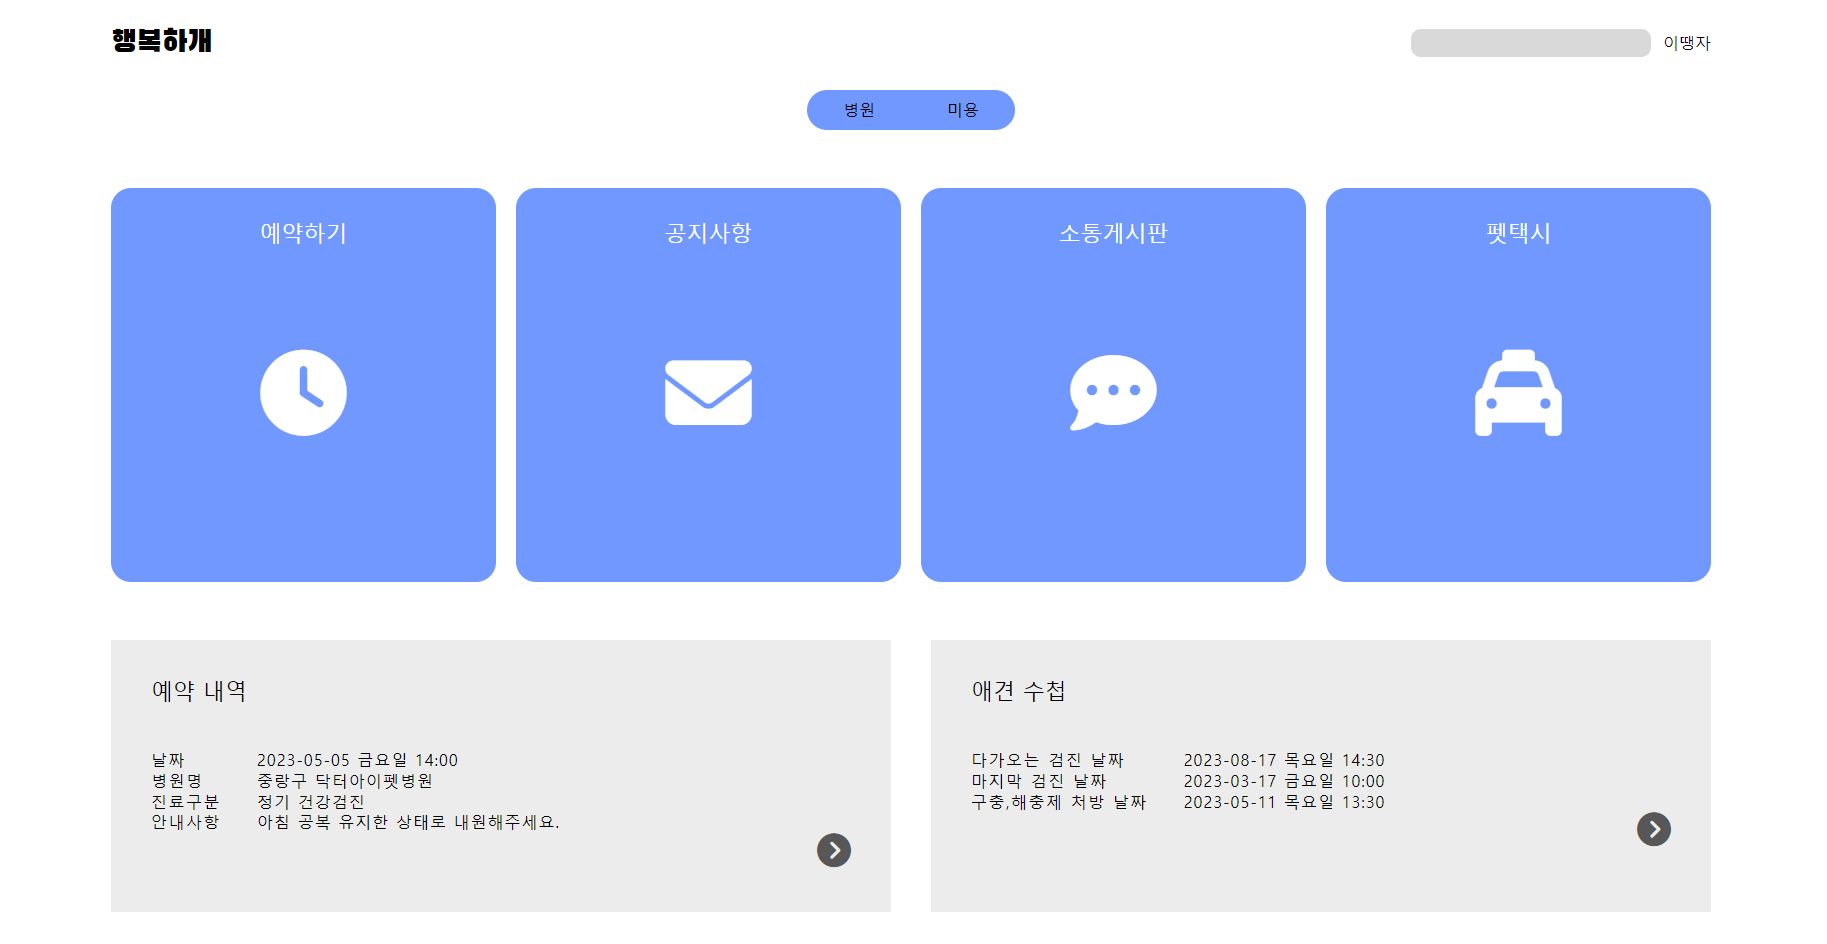 행복하개
이땡자
병원 미용
예약하기 공지사항 소통게시판 펫택시
예약 내역
날짜 2023-05-05 금요일 14:00
병원명 중랑구 닥터아이펫병원
진료구분 정기 건강검진
안내사항 아침 공복 유지한 상태로 내원해주세요.
애견 수첩
다가오는 검진 날짜 2023-08-17 목요일 14:30
마지막 검진 날짜 2023-03-17 금요일 10:00
구충,해충제 처방 날짜 2023-05-11 목요일 13:30